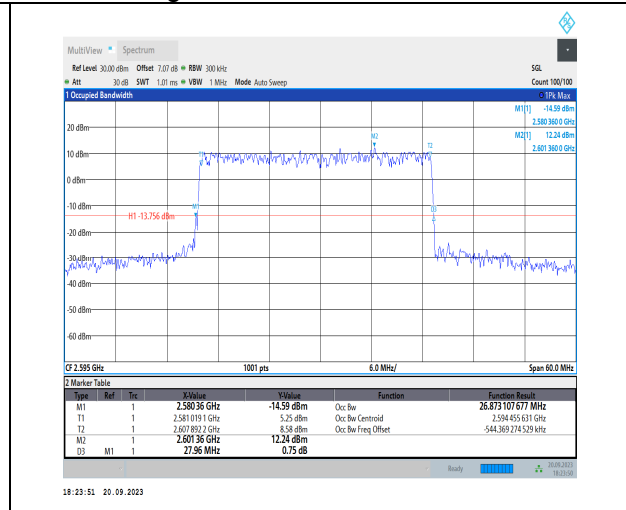 MultiView Spectrum
Ref Level 30.00 dBm Offset 7.07 dB RBW 300 kHz SGL
Att 30 dB SWT 1.01 ms VBW 1 MHz Mode Auto Sweep Count 100/100
1 Occupied Bandwidth 1Pk Max
M1[1] -14.59 dBm
2.580 360 0 GHz
M2[1] 12.24 dBm
2.601 360 0 GHz
20 dBm
M2
T2
10 dBm
T1
0 dBm
-10 dBm
M1
D3
H1 -13.756 dBm
-20 dBm
-30 dBm
-40 dBm
-50 dBm
-60 dBm
CF 2.595 GHz 1001 pts 6.0 MHz/ Span 60.0 MHz
2 Marker Table
Type Ref Trc X-Value Y-Value Function Function Result
M1 1 2.580 36 GHz -14.59 dBm Occ Bw 26.873 107 677 MHz
T1 1 2.581 019 1 GHz 5.25 dBm Occ Bw Centroid 2.594 455 631 GHz
T2 1 2.607 892 2 GHz 8.58 dBm Occ Bw Freq Offset -544.369 274 529 kHz
M2 1 2.601 36 GHz 12.24 dBm
D3 M1 1 27.96 MHz 0.75 dB
Ready 20.09.2023
18:23:50
18:23:51 20.09.2023